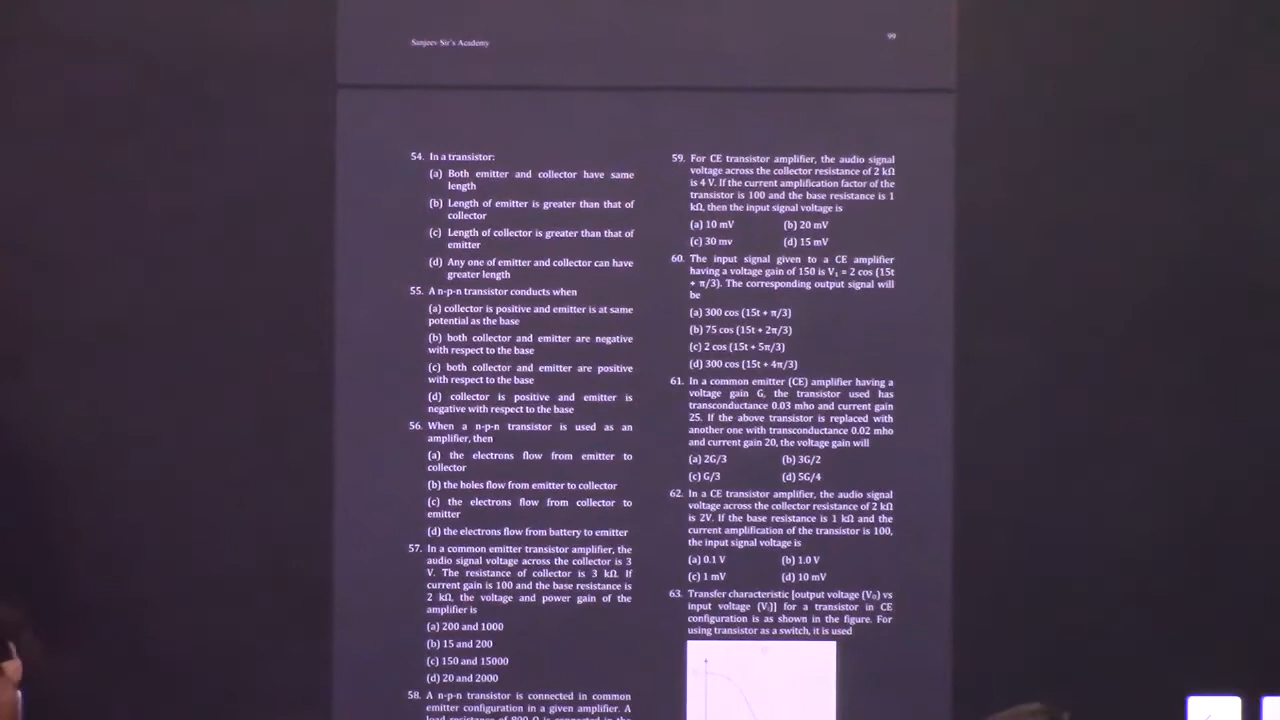 Sanjeev Sir's Academy
99
54. In a transistor:
(a) Both emitter and collector have same
length
(b) Length of emitter is greater than that of
collector
(c) Length of collector is greater than that of
emitter
(d) Any one of emitter and collector can have
greater length
55. A n-p-n transistor conducts when
(a) collector is positive and emitter is at same
potential as the base
(b) both collector and emitter are negative
with respect to the base
(c) both collector and emitter are positive
with respect to the base
(d) collector is positive and emitter is
negative with respect to the base
56. When a n-p-n transistor is used as an
amplifier, then
(a) the electrons flow from emitter to
collector
(b) the holes flow from emitter to collector
(c) the electrons flow from collector to
emitter
(d) the electrons flow from battery to emitter
57. In a common emitter transistor amplifier, the
audio signal voltage across the collector is 3
V. The resistance of collector is 3 kΩ. If
current gain is 100 and the base resistance is
2 kΩ, the voltage and power gain of the
amplifier is
(a) 200 and 1000
(b) 15 and 200
(c) 150 and 15000
(d) 20 and 2000
58. A n-p-n transistor is connected in common
emitter configuration in a given amplifier. A
load resistance of 800 Ω is connected in the
59. For CE transistor amplifier, the audio signal
voltage across the collector resistance of 2 kΩ
is 4 V. If the current amplification factor of the
transistor is 100 and the base resistance is 1
kΩ, then the input signal voltage is
(a) 10 mV (b) 20 mV
(c) 30 mv (d) 15 mV
60. The input signal given to a CE amplifier
having a voltage gain of 150 is V₁ = 2 cos (15t
+ π/3). The corresponding output signal will
be
(a) 300 cos (15t + π/3)
(b) 75 cos (15t + 2π/3)
(c) 2 cos (15t + 5π/3)
(d) 300 cos (15t + 4π/3)
61. In a common emitter (CE) amplifier having a
voltage gain G, the transistor used has
transconductance 0.03 mho and current gain
25. If the above transistor is replaced with
another one with transconductance 0.02 mho
and current gain 20, the voltage gain will
(a) 2G/3 (b) 3G/2
(c) G/3 (d) 5G/4
62. In a CE transistor amplifier, the audio signal
voltage across the collector resistance of 2 kΩ
is 2V. If the base resistance is 1 kΩ and the
current amplification of the transistor is 100,
the input signal voltage is
(a) 0.1 V (b) 1.0 V
(c) 1 mV (d) 10 mV
63. Transfer characteristic [output voltage (V₀) vs
input voltage (Vᵢ)] for a transistor in CE
configuration is as shown in the figure. For
using transistor as a switch, it is used